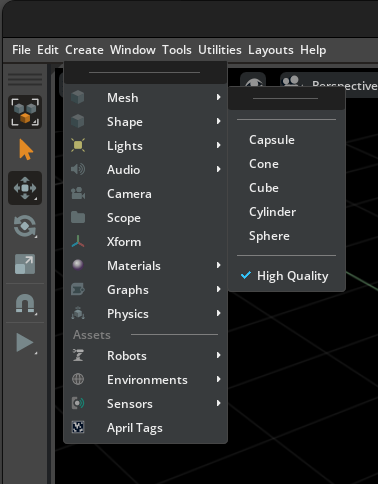 File Edit Create Window Tools Utilities Layouts Help
Perspective
Mesh
Shape
Lights
Audio
Camera
Scope
Xform
Materials
Graphs
Physics
Assets
Robots
Environments
Sensors
April Tags
Capsule
Cone
Cube
Cylinder
Sphere
High Quality